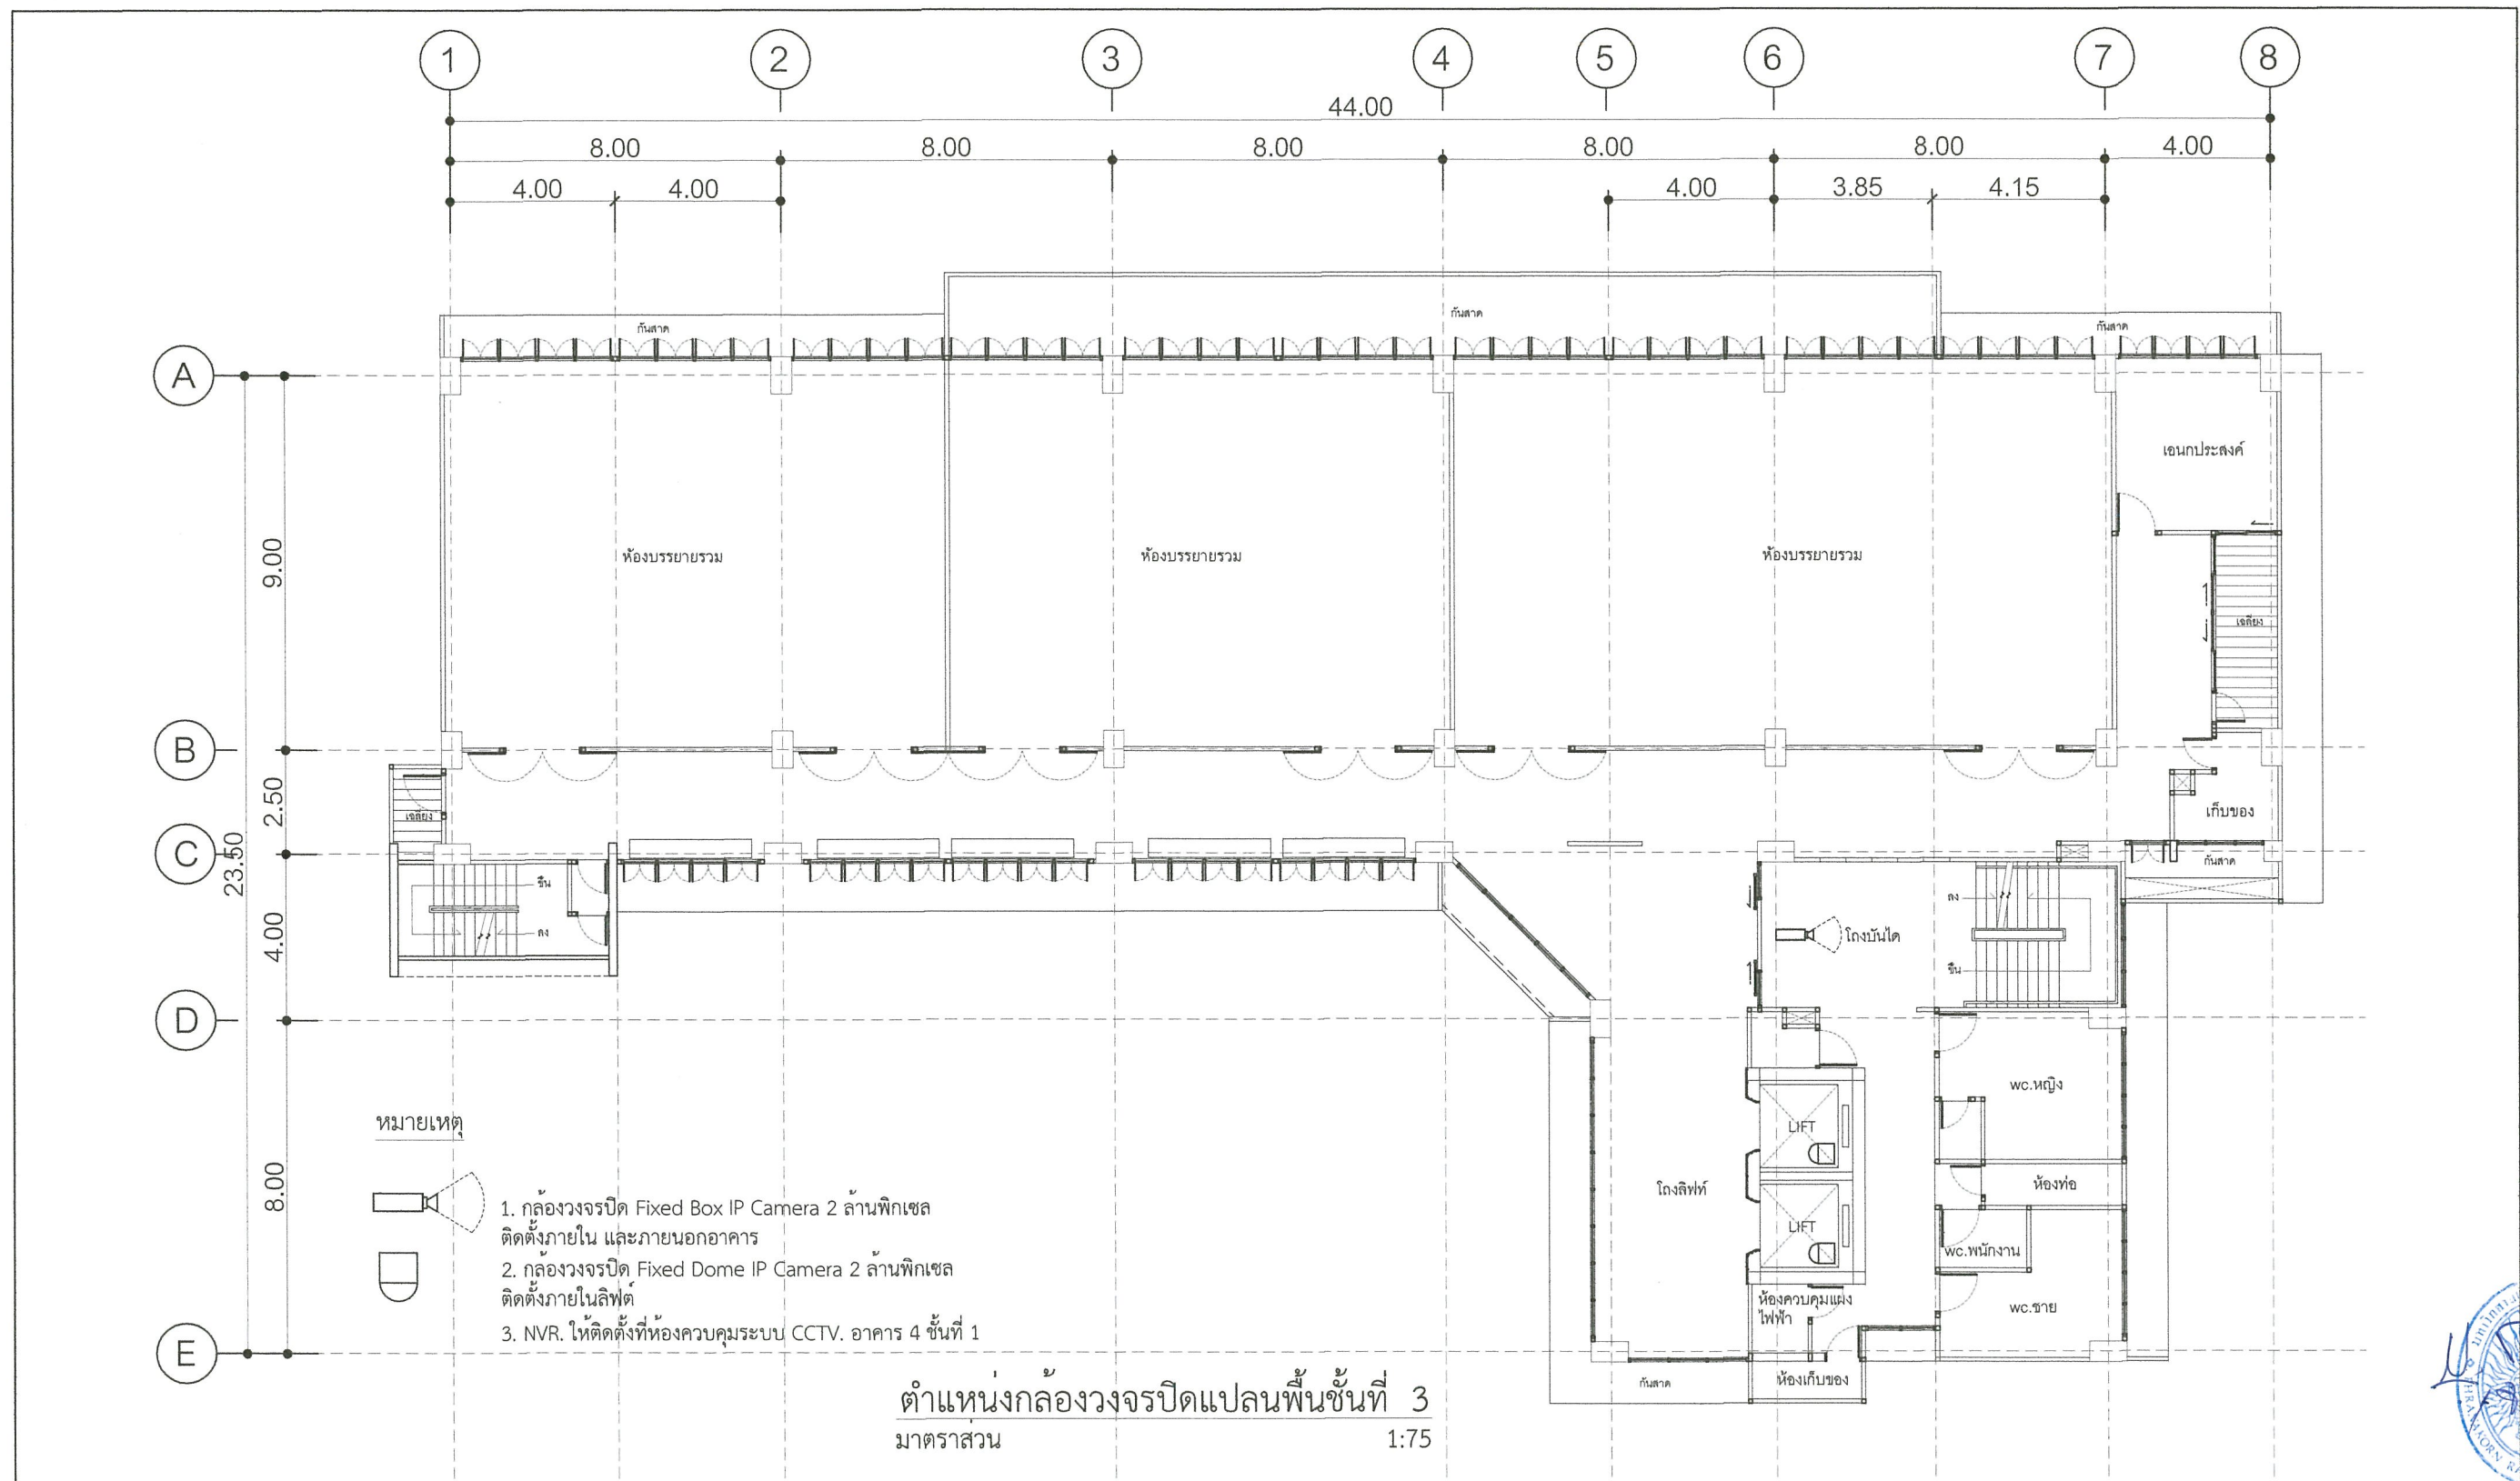 1 2 3 4 5 6 7 8
44.00
8.00 8.00 8.00 8.00 8.00 4.00
4.00 4.00 4.00 3.85 4.15
กันสาด
กันสาด
กันสาด
A
เอนกประสงค์
9.00
ห้องบรรยายรวม
ห้องบรรยายรวม
ห้องบรรยายรวม
เฉลียง
B
2.50
เฉลียง
เก็บของ
C
23.50
กันสาด
ขึ้น
ลง
ลง
4.00
โถงบันได
ขึ้น
D
wc.หญิง
หมายเหตุ
LIFT
8.00
โถงลิฟท์
ห้องท่อ
1. กล้องวงจรปิด Fixed Box IP Camera 2 ล้านพิกเซล
ติดตั้งภายใน และภายนอกอาคาร
LIFT
wc.พนักงาน
2. กล้องวงจรปิด Fixed Dome IP Camera 2 ล้านพิกเซล
ติดตั้งภายในลิฟต์
ห้องควบคุมแผง
ไฟฟ้า
wc.ชาย
3. NVR. ให้ติดตั้งที่ห้องควบคุมระบบ CCTV. อาคาร 4 ชั้นที่ 1
E
กันสาด
ห้องเก็บของ
ตำแหน่งกล้องวงจรปิดแปลนพื้นชั้นที่ 3
มาตราส่วน 1:75